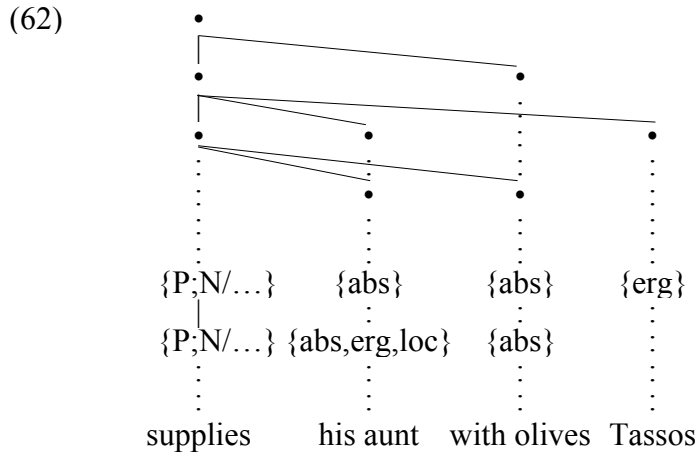 (62)
{P;N/…} {abs} {abs} {erg}
{P;N/…} {abs,erg,loc} {abs}
supplies his aunt with olives Tassos